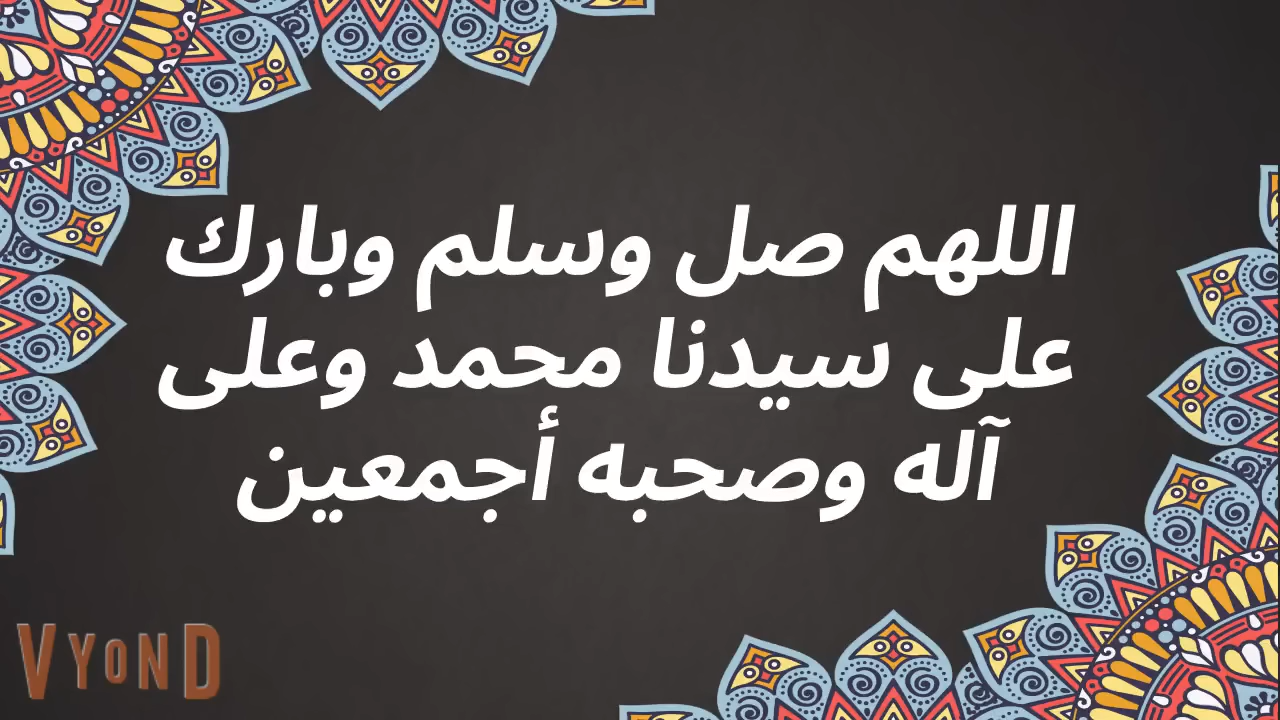 اللهم صل وسلم وبارك
على سيدنا محمد وعلى
آله وصحبه أجمعين
VYOND